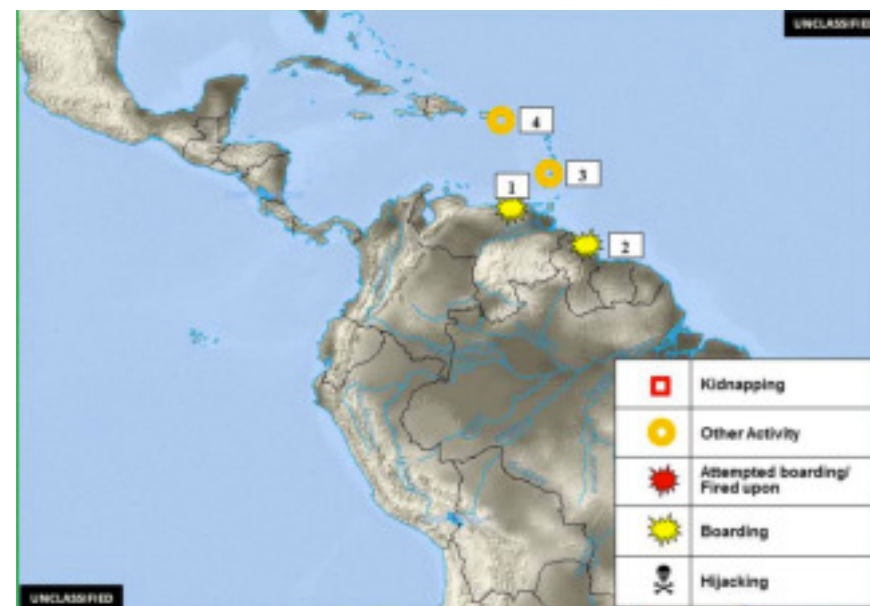 UNCLASSIFIED
4
3
1
2
Kidnapping
Other Activity
Attempted boarding/
Fired upon
Boarding
Hijacking
UNCLASSIFIED